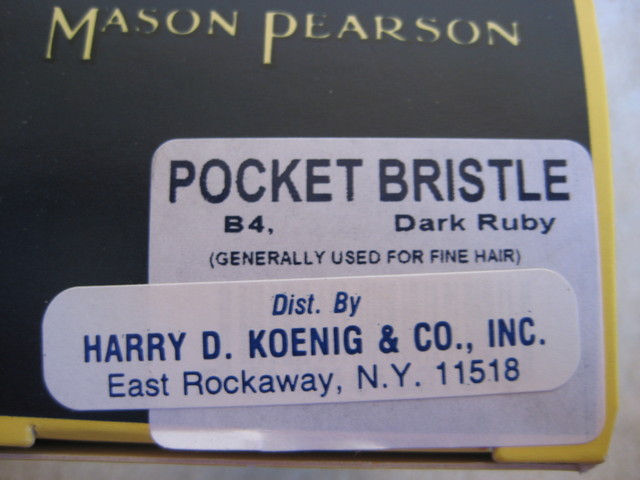 MASON PEARSON
POCKET BRISTLE
B4, Dark Ruby
(GENERALLY USED FOR FINE HAIR)
Dist. By
HARRY D. KOENIG & CO., INC.
East Rockaway, N.Y. 11518